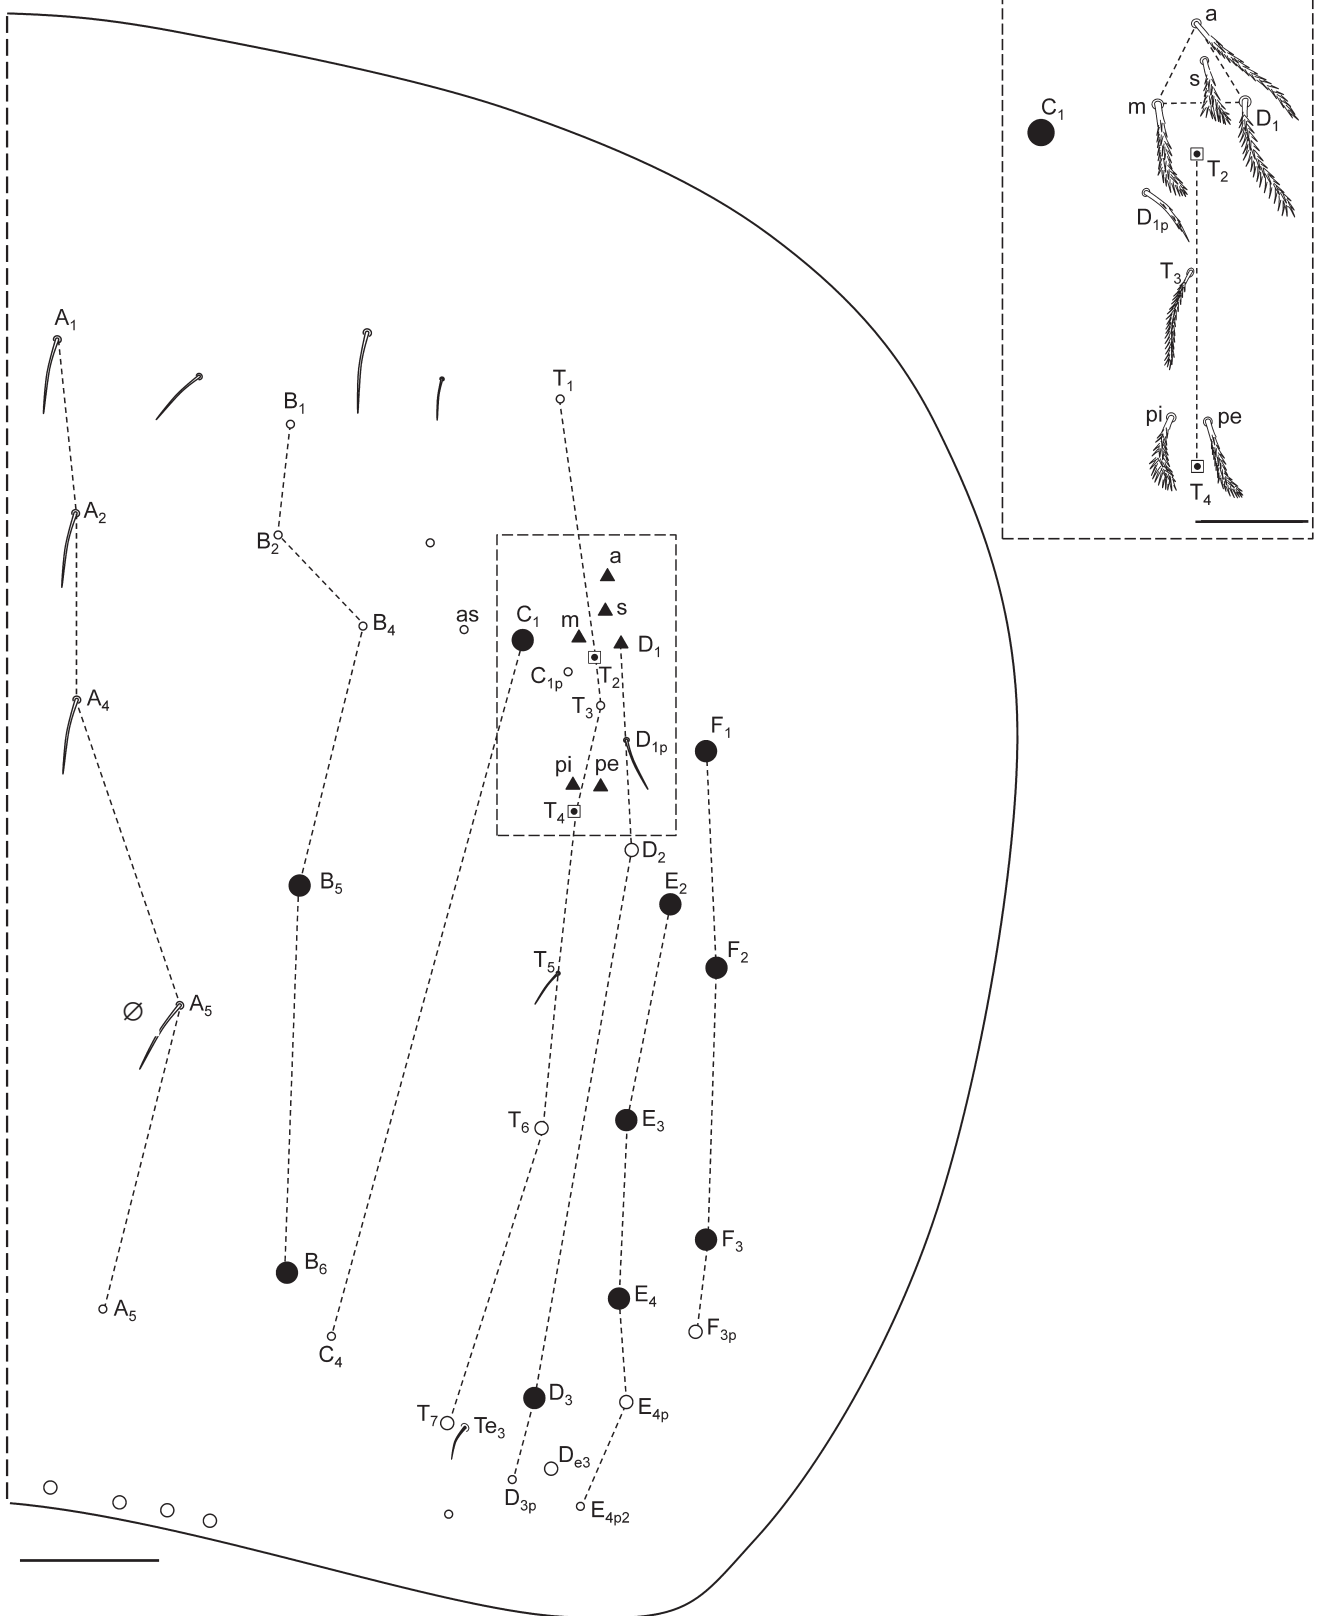 a
s
m
D1
C1
T2
D1p
T3
pi
pe
T4
A1
T1
B1
A2
B2
a
as
C1
m
s
B4
D1
C1p
T2
A4
T3
F1
D1p
pi
pe
T4
D2
B5
E2
F2
T5
∅
A5
T6
E3
F3
B6
E4
A5
F3p
C4
D3
T7
Te3
E4p
De3
D3p
E4p2